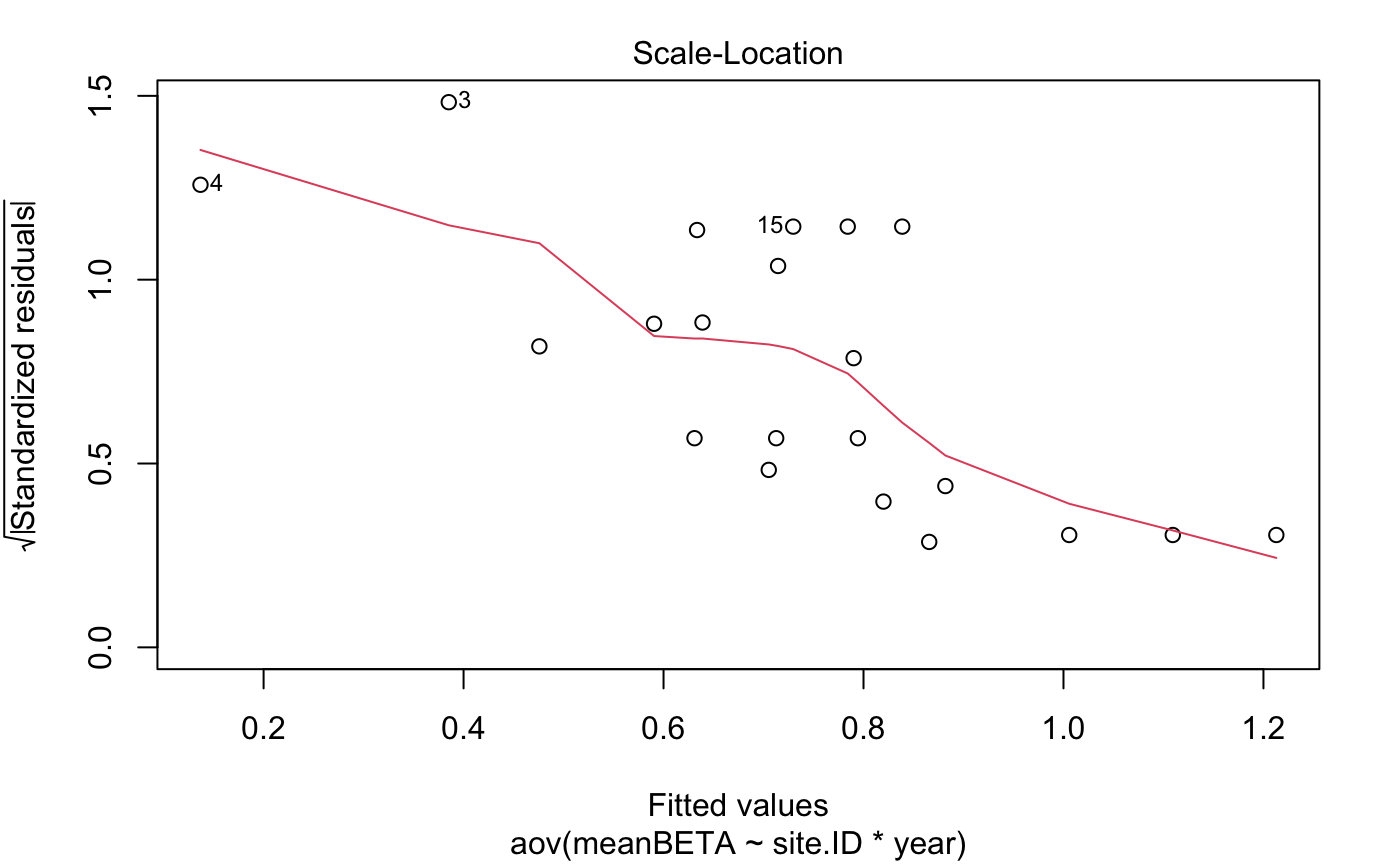 Scale-Location
√|Standardized residuals|
1.5
1.0
0.5
0.0
3
4
15
0.2 0.4 0.6 0.8 1.0 1.2
Fitted values
aov(meanBETA ~ site.ID * year)